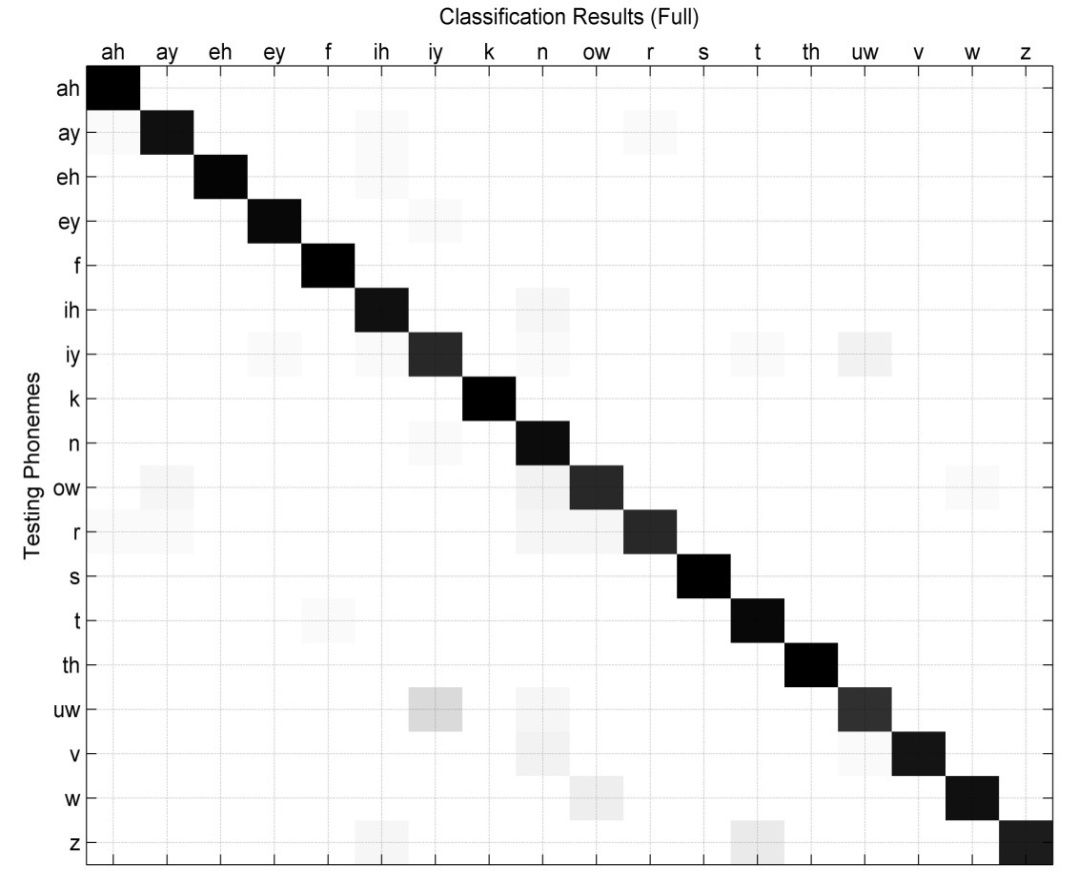 Classification Results (Full)
ah ay eh ey f ih iy k n ow r s t th uw v w z
Testing Phonemes
ah
ay
eh
ey
f
ih
iy
k
n
ow
r
s
t
th
uw
v
w
z